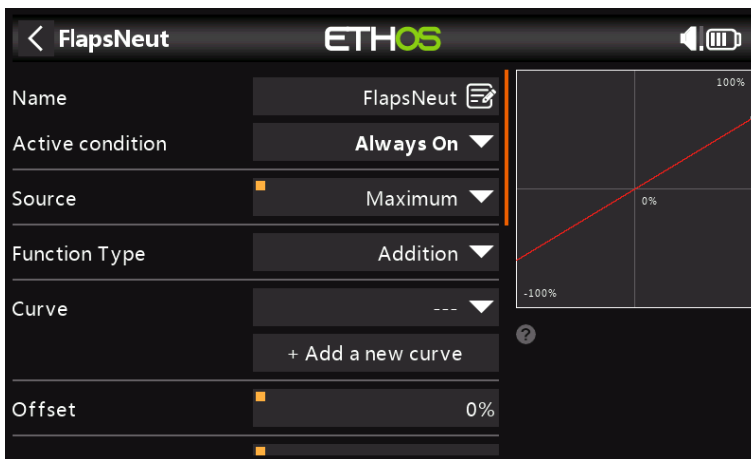 FlapsNeut
ETHOS
Name
FlapsNeut
Active condition
Always On
Source
Maximum
Function Type
Addition
Curve
---
+ Add a new curve
Offset
0%
100%
0%
-100%
?